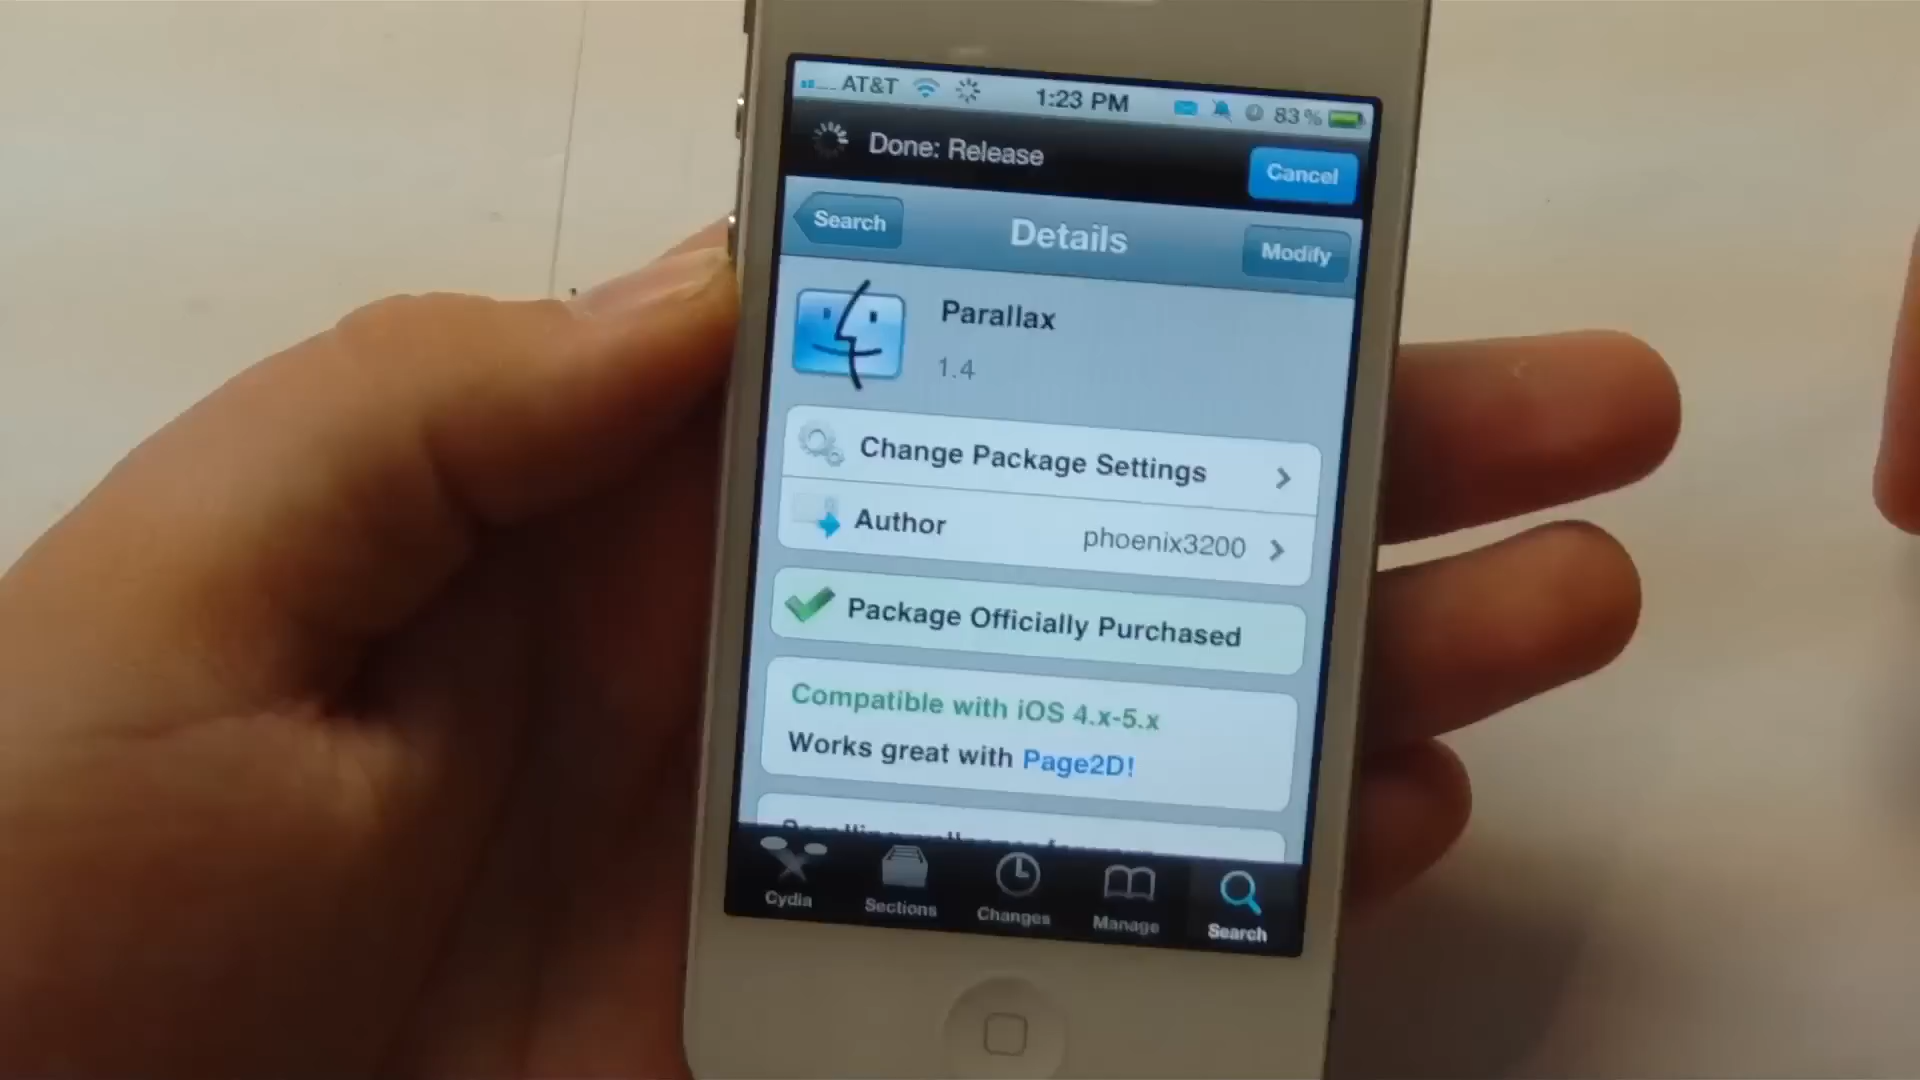 AT&T 1:23 PM 83%
Done: Release Cancel
Search Details Modify
Parallax
1.4
Change Package Settings
Author phoenix3200
Package Officially Purchased
Compatible with iOS 4.x-5.x
Works great with Page2D!
Cydia Sections Changes Manage Search